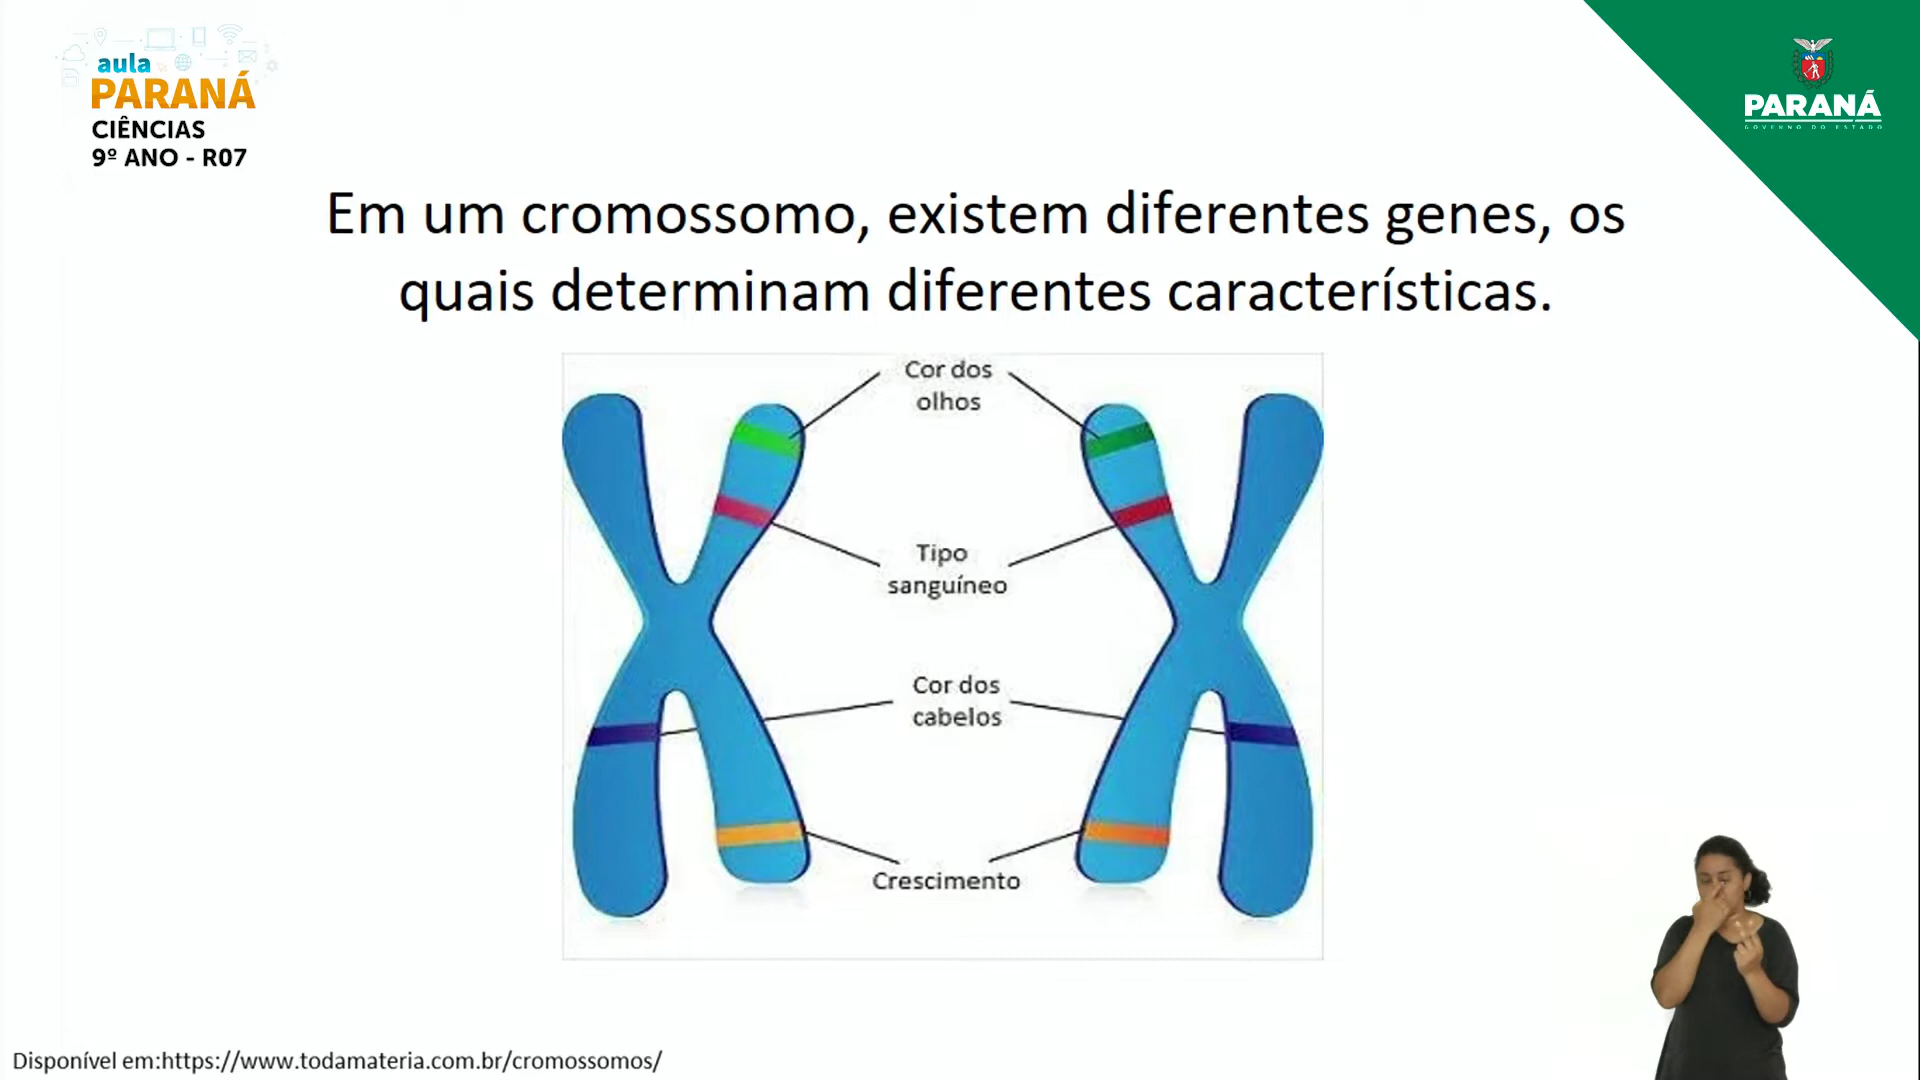 aula
PARANÁ
CIÊNCIAS
9º ANO - R07
PARANÁ
GOVERNO DO ESTADO
Em um cromossomo, existem diferentes genes, os
quais determinam diferentes características.
Cor dos
olhos
Tipo
sanguíneo
Cor dos
cabelos
Crescimento
Disponível em:https://www.todamateria.com.br/cromossomos/